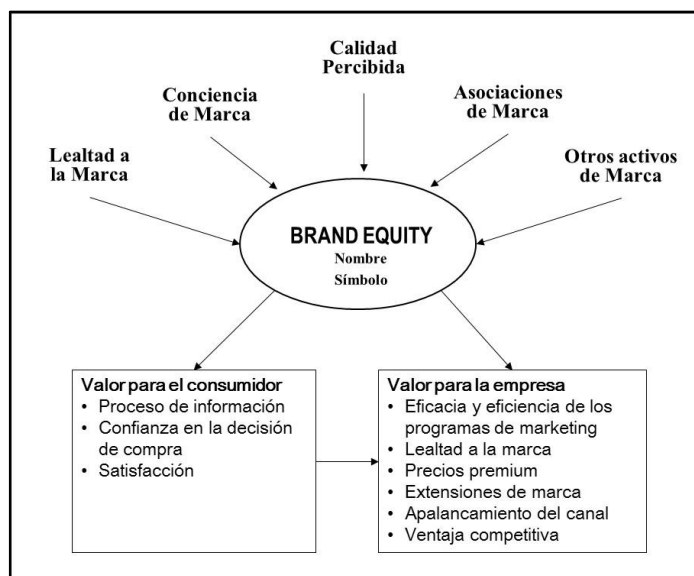 Calidad
Percibida
Conciencia
de Marca
Asociaciones
de Marca
Lealtad a
la Marca
Otros activos
de Marca
BRAND EQUITY
Nombre
Símbolo
Valor para el consumidor
• Proceso de información
• Confianza en la decisión
de compra
• Satisfacción
Valor para la empresa
• Eficacia y eficiencia de los
programas de marketing
• Lealtad a la marca
• Precios premium
• Extensiones de marca
• Apalancamiento del canal
• Ventaja competitiva